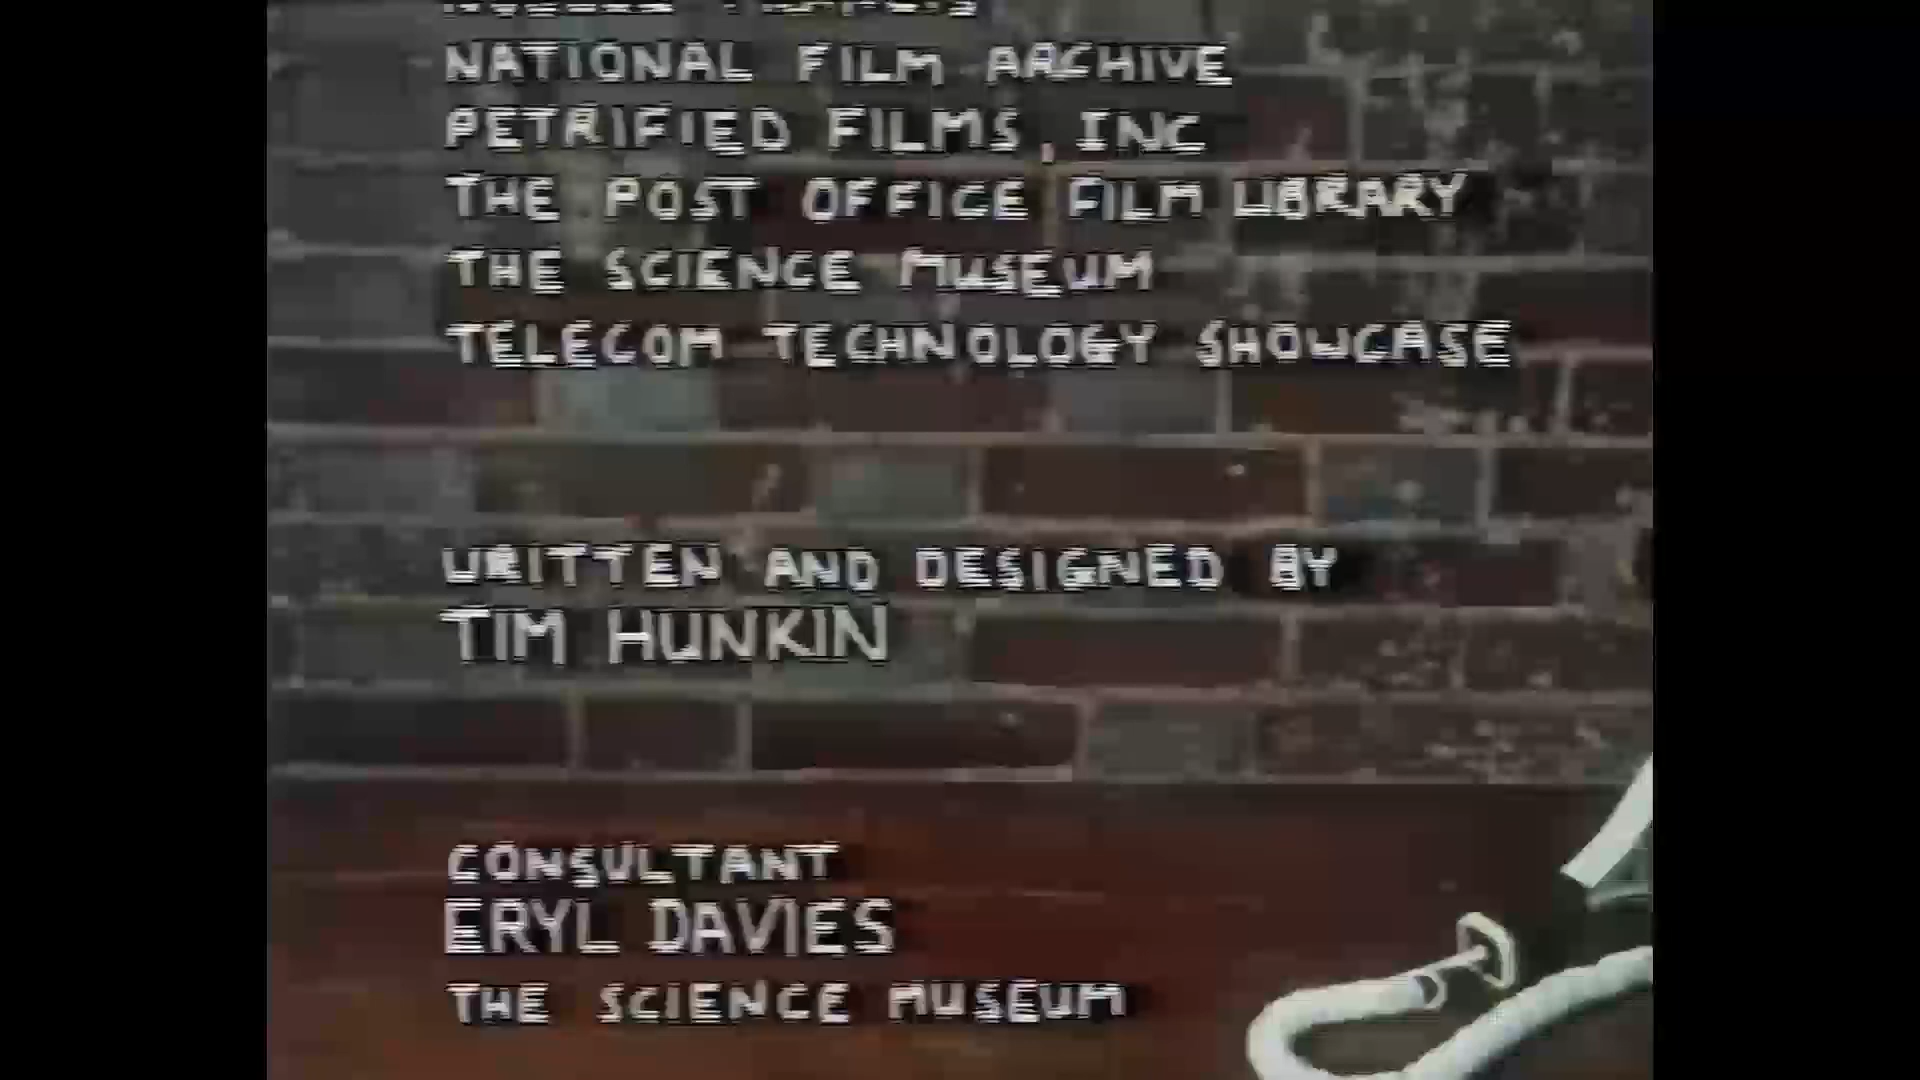 NATIONAL FILM ARCHIVE
PETRIFIED FILMS, INC
THE POST OFFICE FILM LIBRARY
THE SCIENCE MUSEUM
TELECOM TECHNOLOGY SHOWCASE
WRITTEN AND DESIGNED BY
TIM HUNKIN
CONSULTANT
ERYL DAVIES
THE SCIENCE MUSEUM